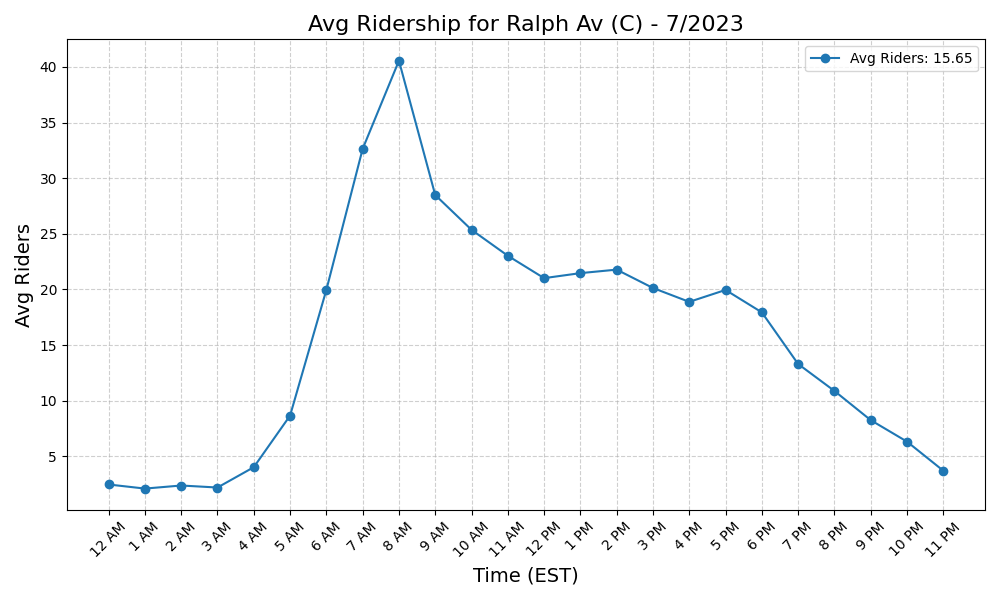 Avg Ridership for Ralph Av (C) - 7/2023
Avg Riders: 15.65
Avg Riders
40
35
30
25
20
15
10
5
12 AM
1 AM
2 AM
3 AM
4 AM
5 AM
6 AM
7 AM
8 AM
9 AM
10 AM
11 AM
12 PM
1 PM
2 PM
3 PM
4 PM
5 PM
6 PM
7 PM
8 PM
9 PM
10 PM
11 PM
Time (EST)